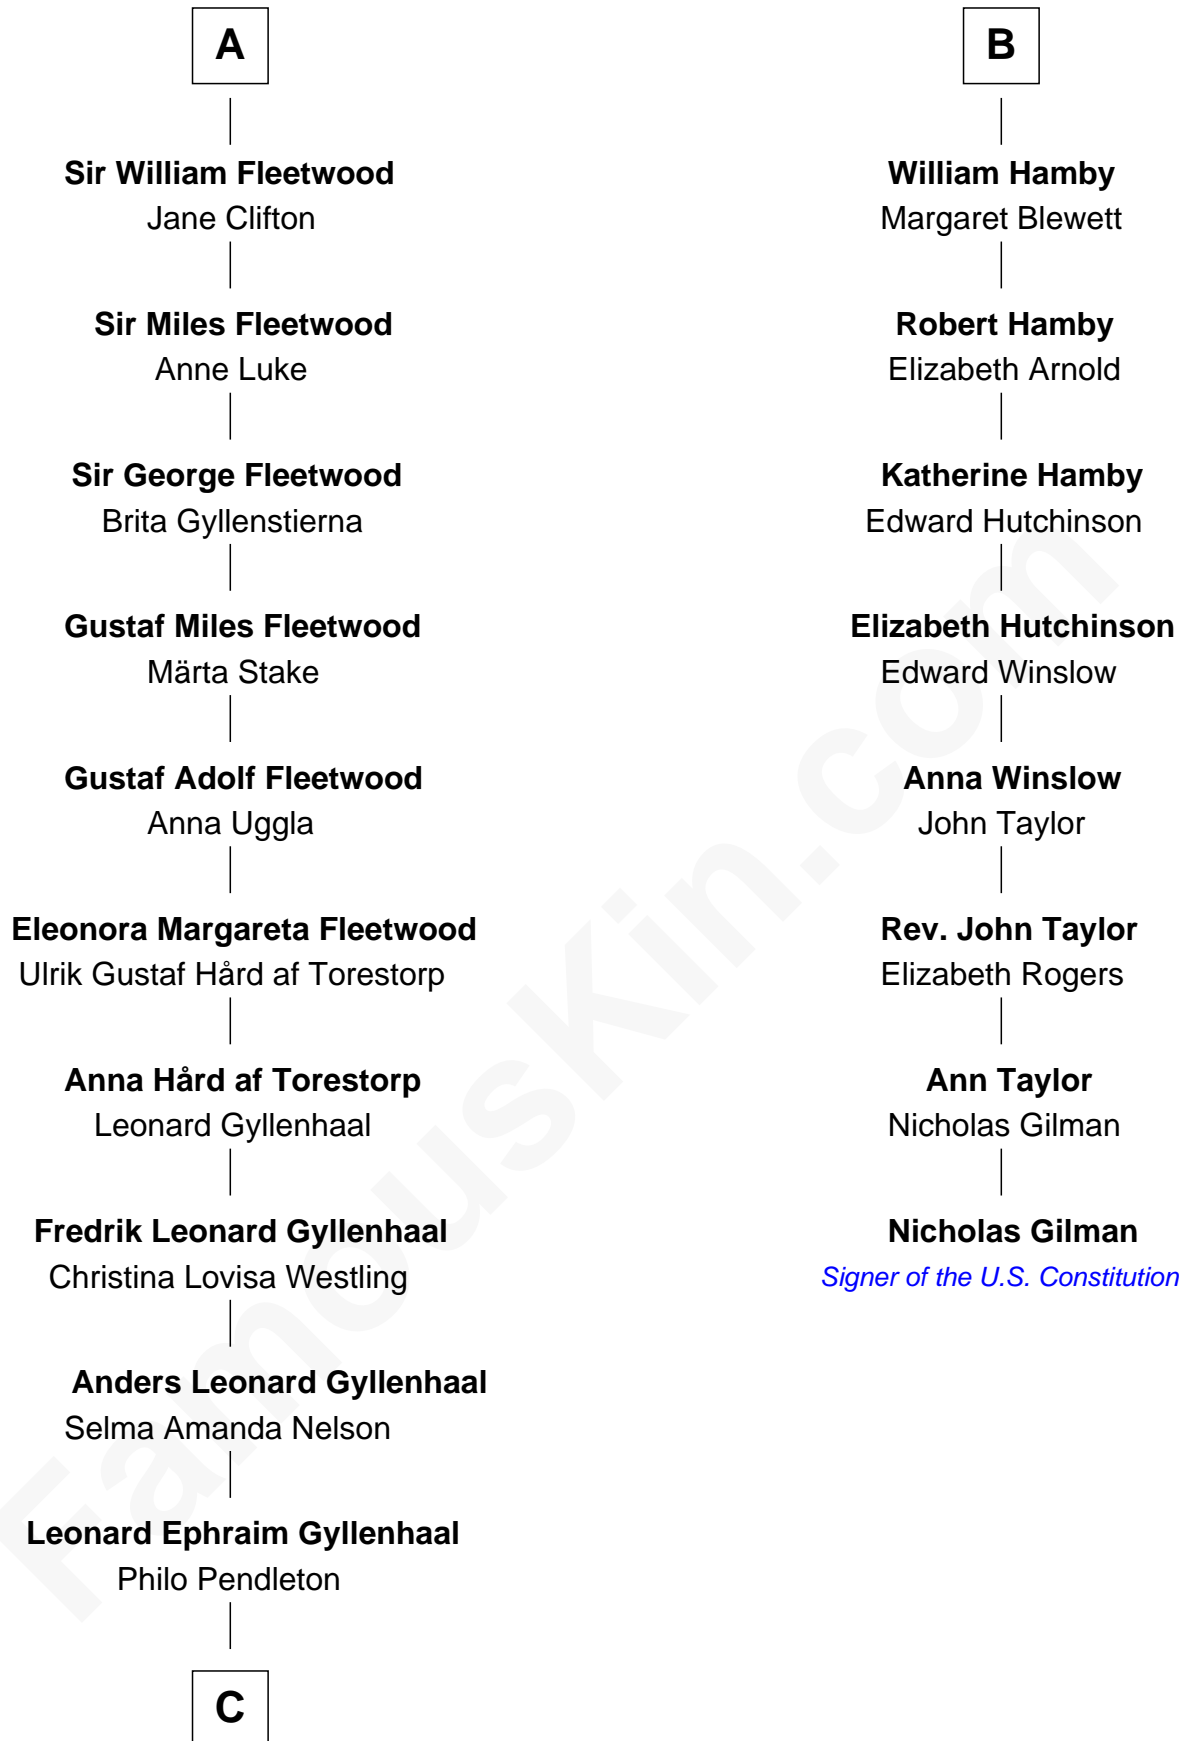 A
Sir William Fleetwood
Jane Clifton
Sir Miles Fleetwood
Anne Luke
Sir George Fleetwood
Brita Gyllenstierna
Gustaf Miles Fleetwood
Märta Stake
Gustaf Adolf Fleetwood
Anna Uggla
Eleonora Margareta Fleetwood
Ulrik Gustaf Hård af Torestorp
Anna Hård af Torestorp
Leonard Gyllenhaal
Fredrik Leonard Gyllenhaal
Christina Lovisa Westling
Anders Leonard Gyllenhaal
Selma Amanda Nelson
Leonard Ephraim Gyllenhaal
Philo Pendleton
C
B
William Hamby
Margaret Blewett
Robert Hamby
Elizabeth Arnold
Katherine Hamby
Edward Hutchinson
Elizabeth Hutchinson
Edward Winslow
Anna Winslow
John Taylor
Rev. John Taylor
Elizabeth Rogers
Ann Taylor
Nicholas Gilman
Nicholas Gilman
Signer of the U.S. Constitution
FamousKin.com